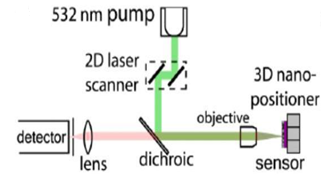 532 nm pump
2D laser
scanner
3D nano-
positioner
objective
detector
lens
dichroic
sensor